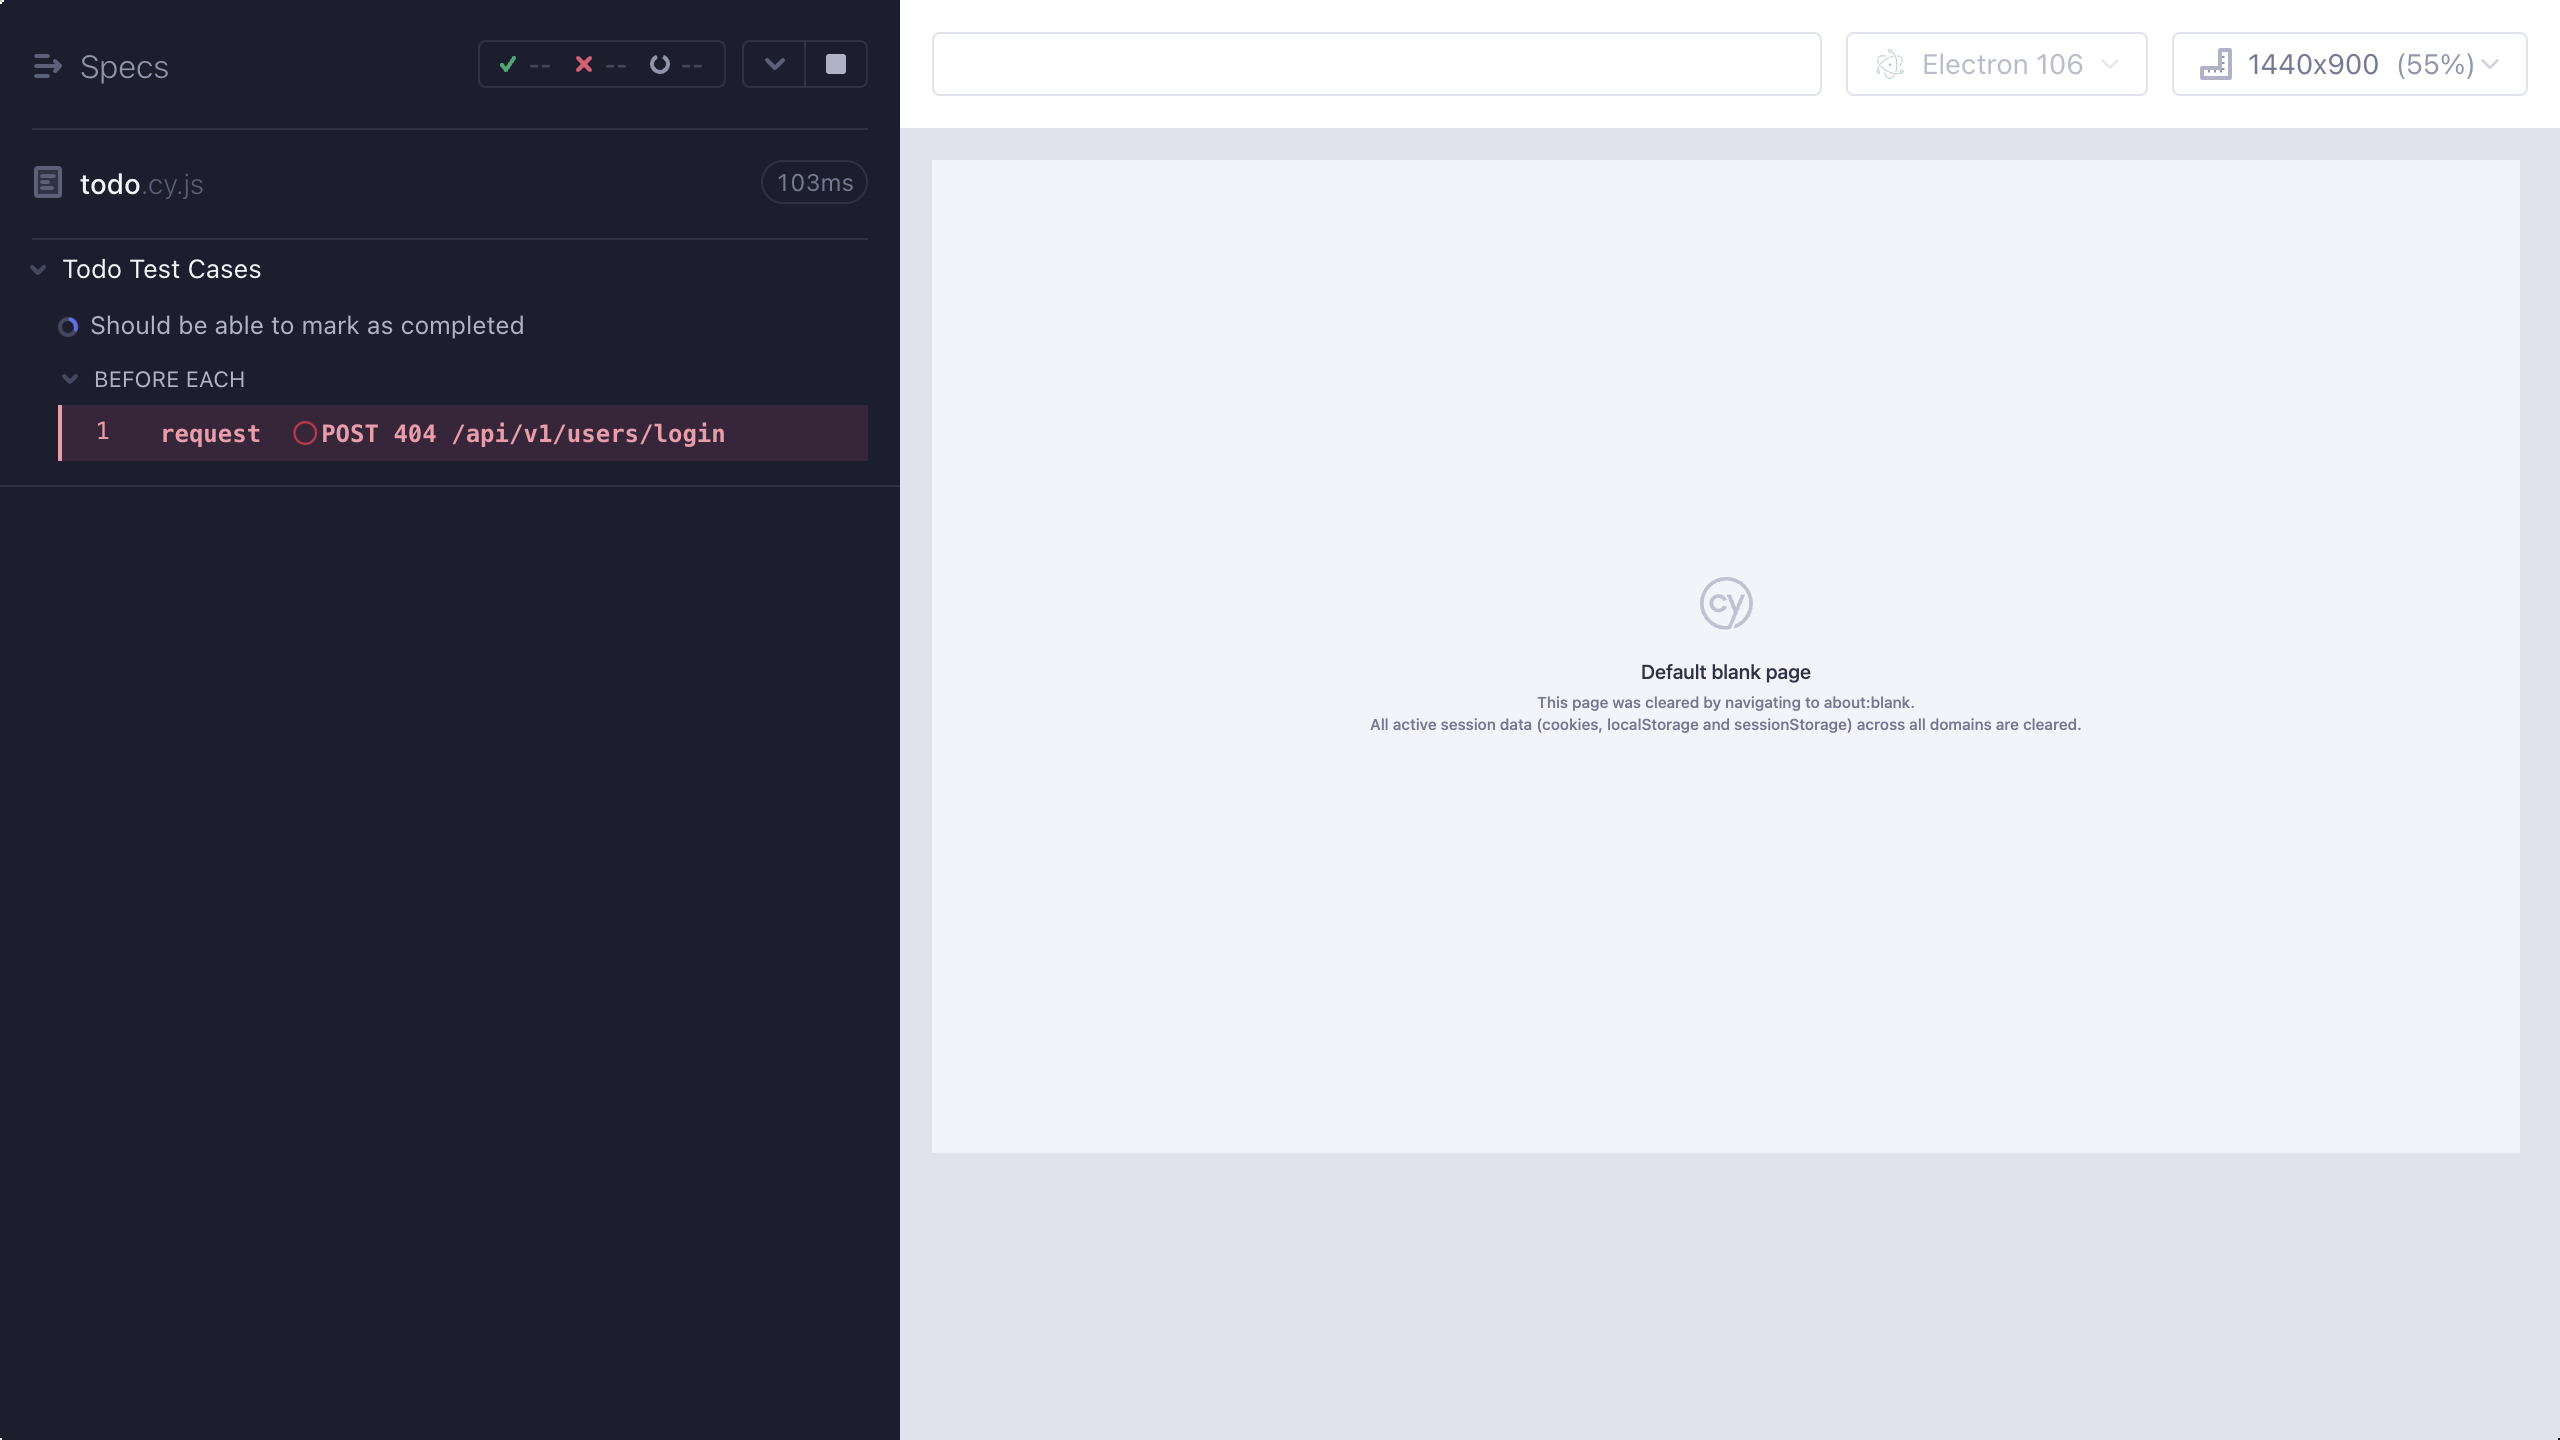 Specs
-- -- --
todo.cy.js
103ms
Todo Test Cases
Should be able to mark as completed
BEFORE EACH
1 request POST 404 /api/v1/users/login
Electron 106
1440x900 (55%)
cy
Default blank page
This page was cleared by navigating to about:blank.
All active session data (cookies, localStorage and sessionStorage) across all domains are cleared.